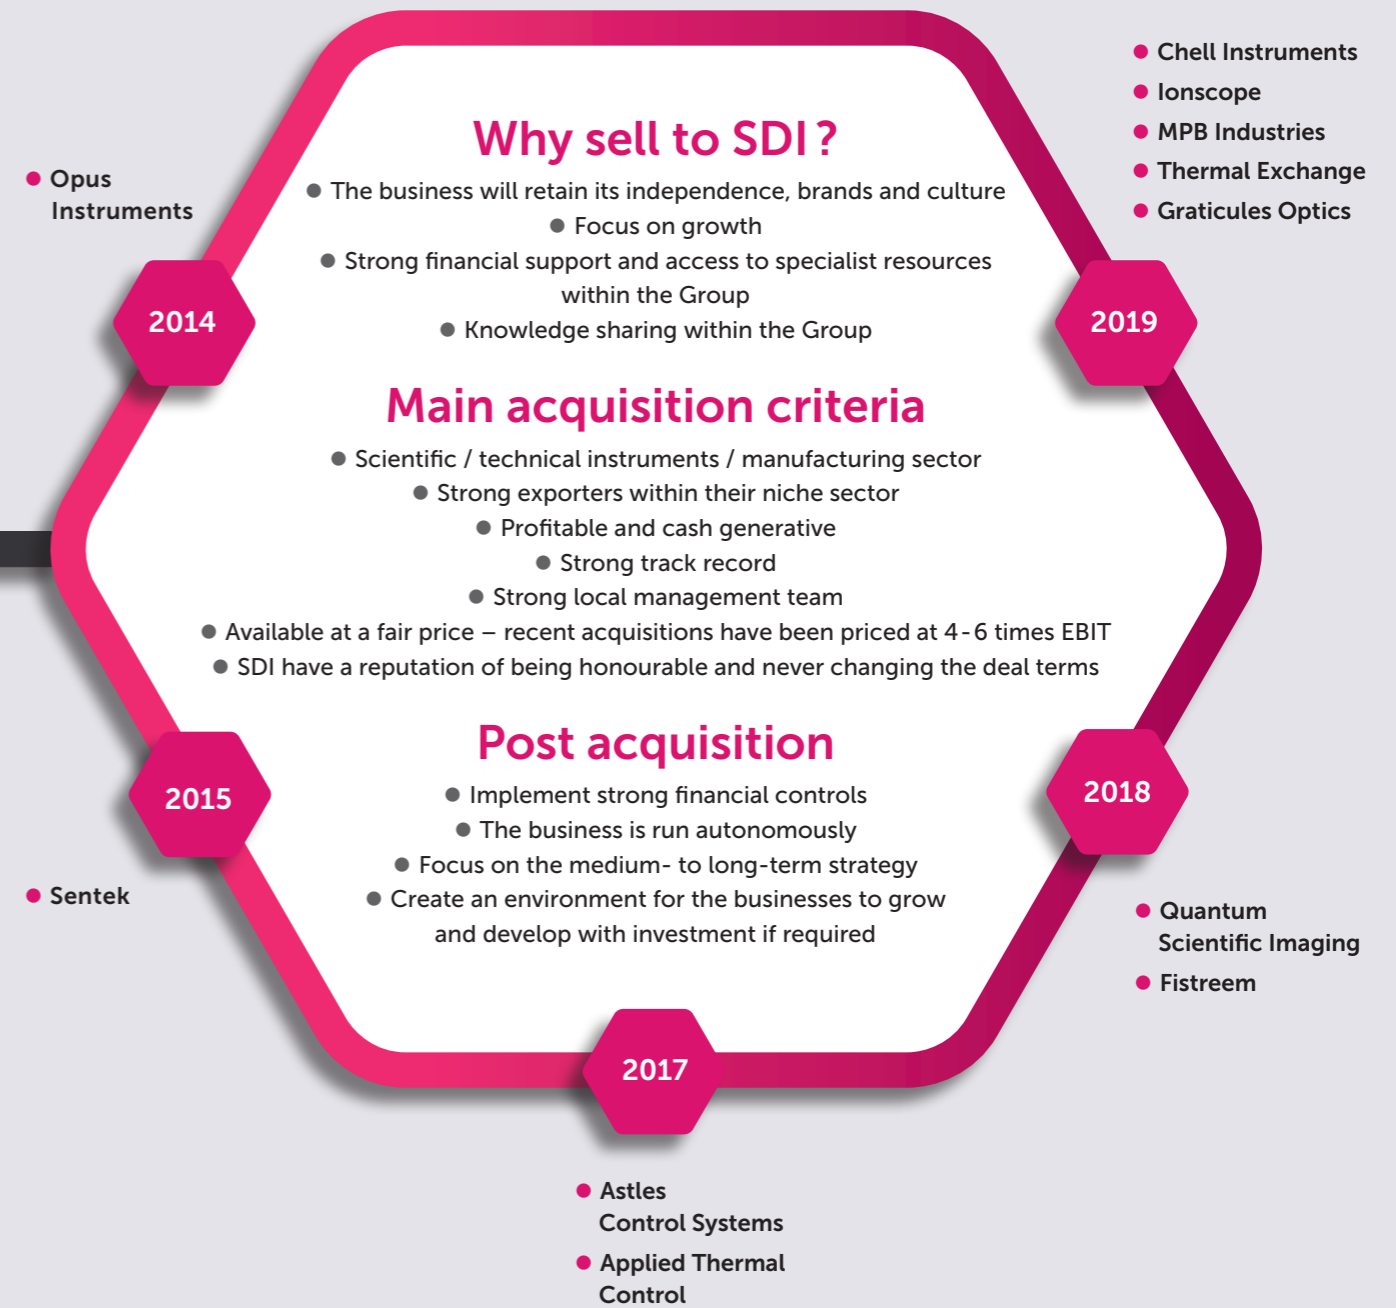 Why sell to SDI?
● The business will retain its independence, brands and culture
● Focus on growth
● Strong financial support and access to specialist resources
within the Group
● Knowledge sharing within the Group
Main acquisition criteria
● Scientific / technical instruments / manufacturing sector
● Strong exporters within their niche sector
● Profitable and cash generative
● Strong track record
● Strong local management team
● Available at a fair price – recent acquisitions have been priced at 4-6 times EBIT
● SDI have a reputation of being honourable and never changing the deal terms
Post acquisition
● Implement strong financial controls
● The business is run autonomously
● Focus on the medium- to long-term strategy
● Create an environment for the businesses to grow
and develop with investment if required
2014
● Opus
Instruments
2015
● Sentek
2017
● Astles
Control Systems
● Applied Thermal
Control
2018
● Quantum
Scientific Imaging
● Fistreem
2019
● Chell Instruments
● Ionscope
● MPB Industries
● Thermal Exchange
● Graticules Optics